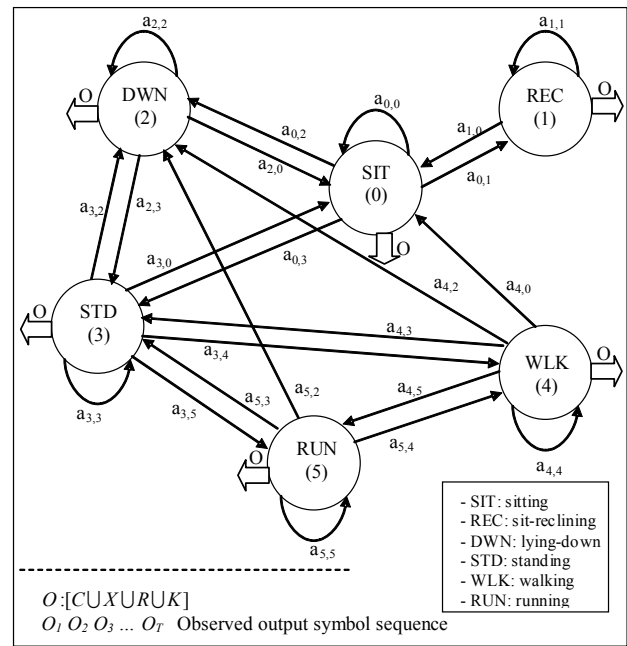 a2,2
a1,1
DWN
(2)
O
REC
(1)
O
a0,0
a0,2
a2,0
a1,0
a0,1
SIT
(0)
O
a3,2
a2,3
a3,0
a0,3
a4,2
a4,0
O
STD
(3)
a4,3
a3,4
WLK
(4)
O
a3,3
a3,5
a5,3
a5,2
a4,5
a5,4
a4,4
O
RUN
(5)
a5,5
- SIT: sitting
- REC: sit-reclining
- DWN: lying-down
- STD: standing
- WLK: walking
- RUN: running
O:[C∪X∪R∪K]
O1 O2 O3 ... OT Observed output symbol sequence